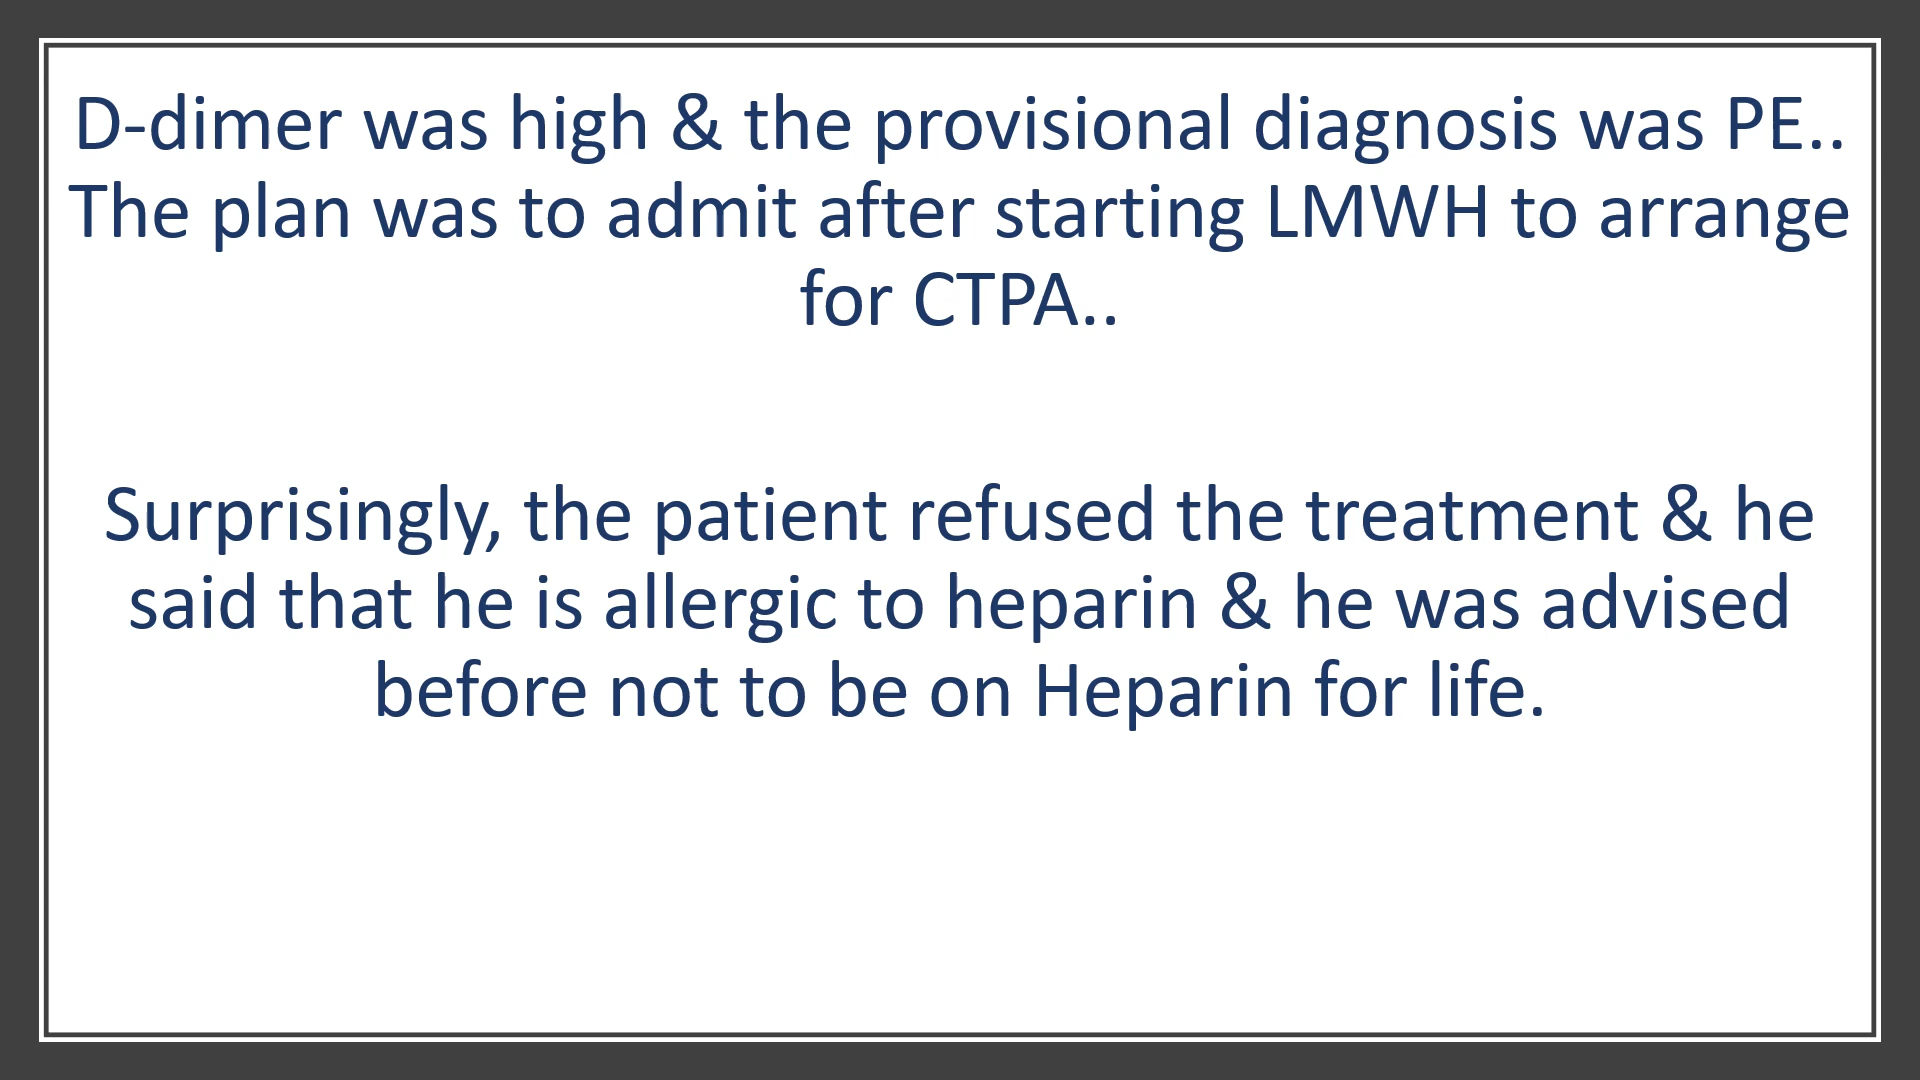 D-dimer was high & the provisional diagnosis was PE..
The plan was to admit after starting LMWH to arrange
for CTPA..
Surprisingly, the patient refused the treatment & he
said that he is allergic to heparin & he was advised
before not to be on Heparin for life.